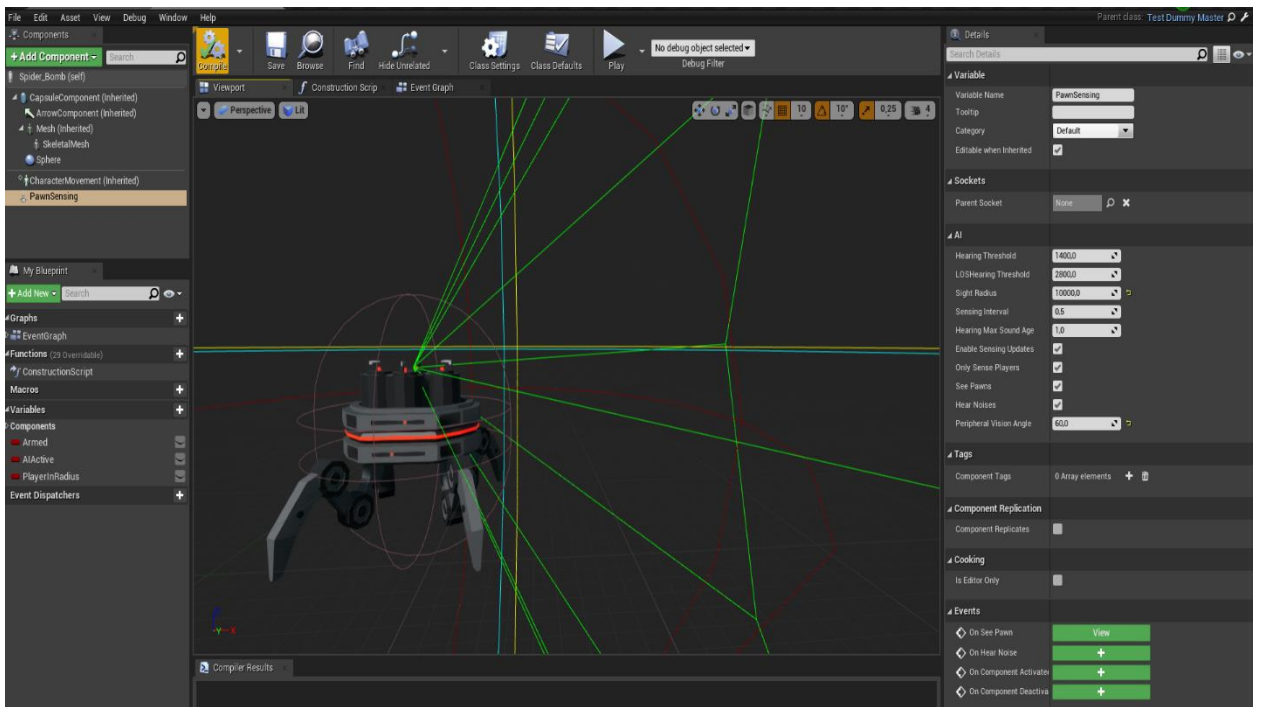 File Edit Asset View Debug Window Help
Parent class: Test Dummy Master
Components
+ Add Component
Search
Spider_Bomb (self)
CapsuleComponent (Inherited)
ArrowComponent (Inherited)
Mesh (Inherited)
SkeletalMesh
Sphere
CharacterMovement (Inherited)
PawnSensing
My Blueprint
+ Add New
Search
Graphs
EventGraph
Functions (29 Overridable)
ConstructionScript
Macros
Variables
Components
Armed
AIActive
PlayerInRadius
Event Dispatchers
Compile
Save
Browse
Find
Hide Unrelated
Class Settings
Class Defaults
Play
No debug object selected
Debug Filter
Viewport
Construction Scrip
Event Graph
Perspective
Lit
10
10°
0,25
4
X
Compiler Results
Details
Search Details
Variable
Variable Name PawnSensing
Tooltip
Category Default
Editable when Inherited
Sockets
Parent Socket None
AI
Hearing Threshold 1400,0
LOSHearing Threshold 2800,0
Sight Radius 10000,0
Sensing Interval 0,5
Hearing Max Sound Age 1,0
Enable Sensing Updates
Only Sense Players
See Pawns
Hear Noises
Peripheral Vision Angle 60,0
Tags
Component Tags 0 Array elements
Component Replication
Component Replicates
Cooking
Is Editor Only
Events
On See Pawn View
On Hear Noise +
On Component Activate +
On Component Deactiva +